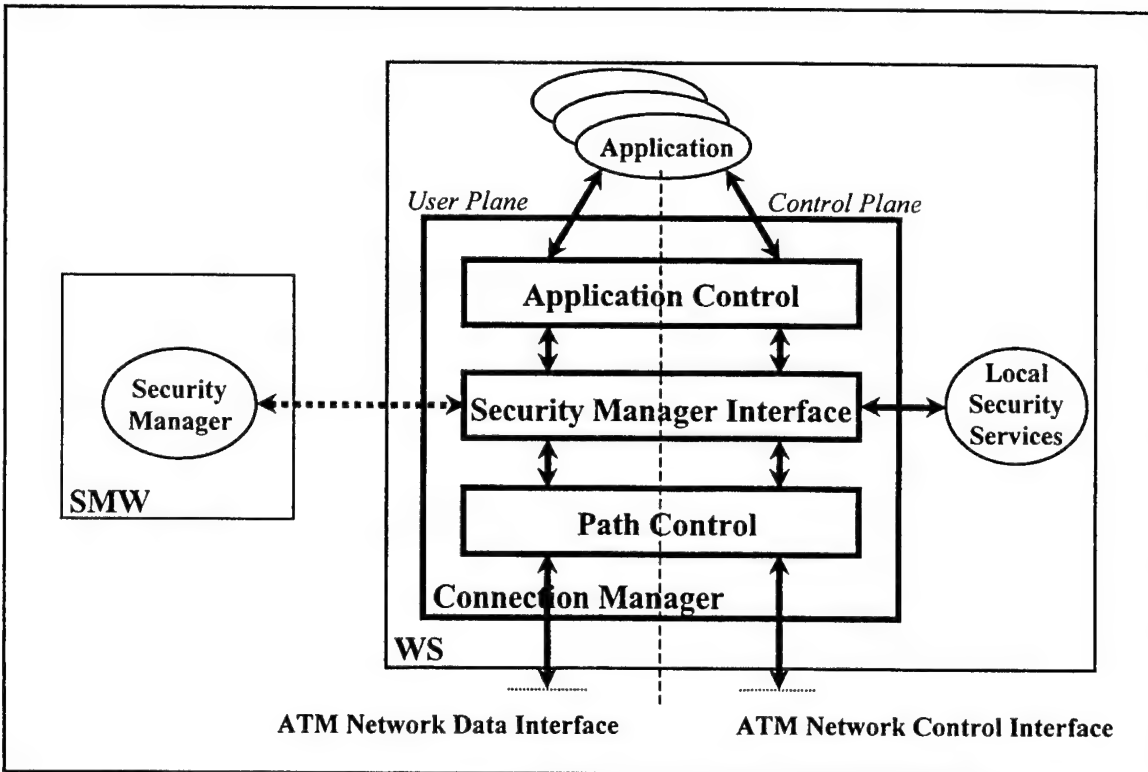 Application
User Plane
Control Plane
Application Control
Security
Manager
Security Manager Interface
Local
Security
Services
SMW
Path Control
Connection Manager
WS
ATM Network Data Interface
ATM Network Control Interface